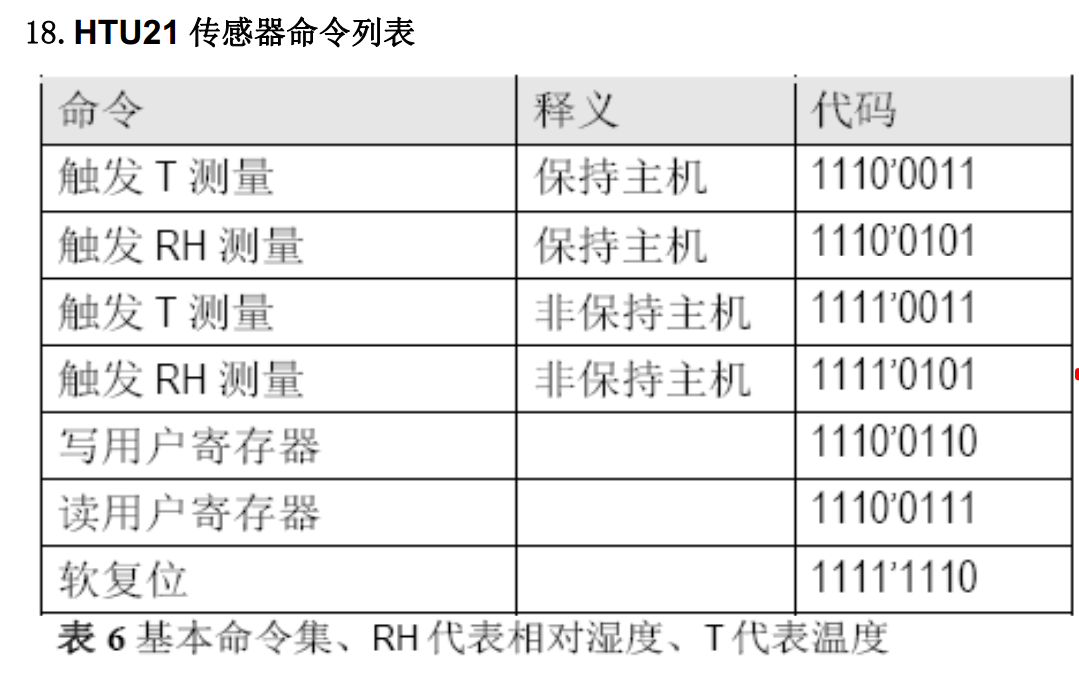 18. HTU21 传感器命令列表
命令 释义 代码
触发 T 测量 保持主机 1110’0011
触发 RH 测量 保持主机 1110’0101
触发 T 测量 非保持主机 1111’0011
触发 RH 测量 非保持主机 1111’0101
写用户寄存器 1110’0110
读用户寄存器 1110’0111
软复位 1111’1110
表 6 基本命令集、RH 代表相对湿度、T 代表温度